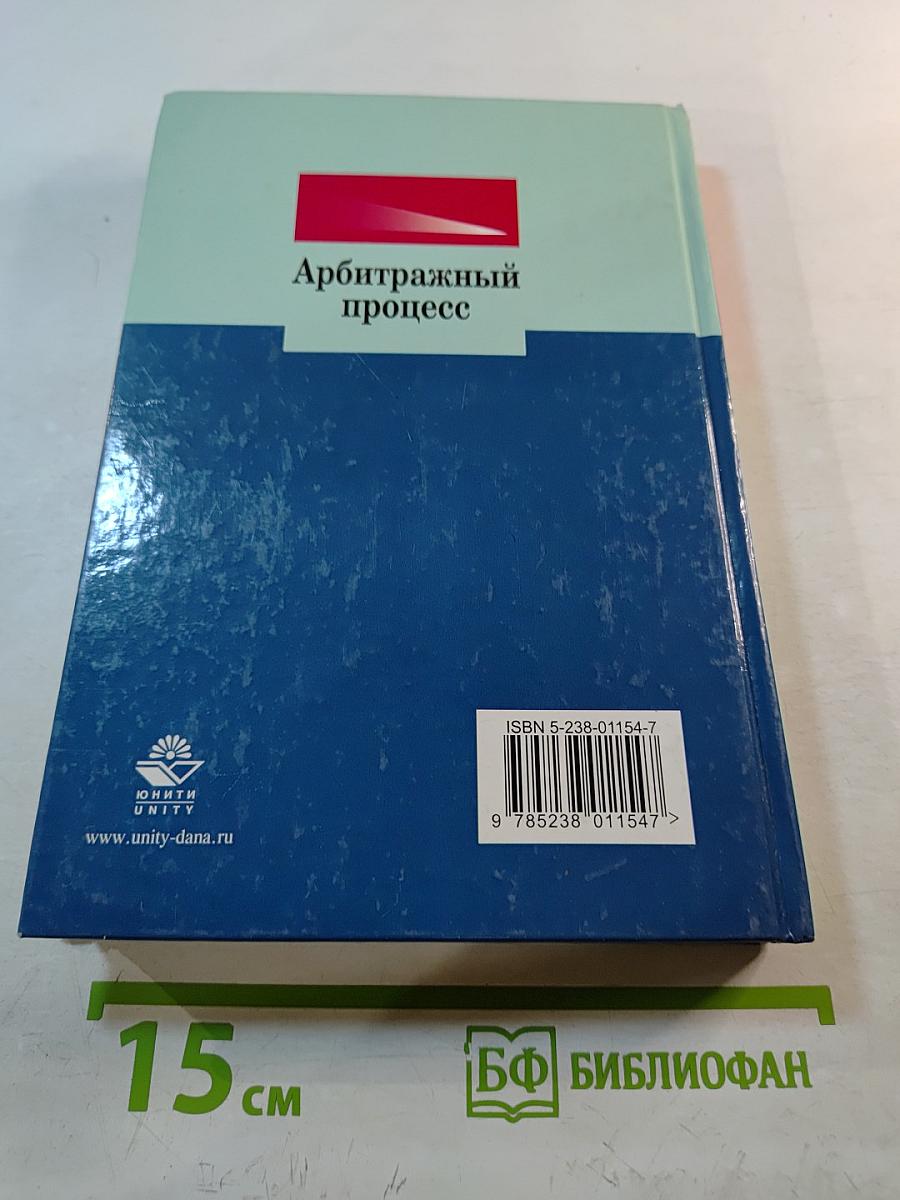 Арбитражный
процесс
ISBN 5-238-01154-7
9 785238 011547 >
ЮНИТИ
UNITY
www.unity-dana.ru
15 см
БФ БИБЛИОФАН